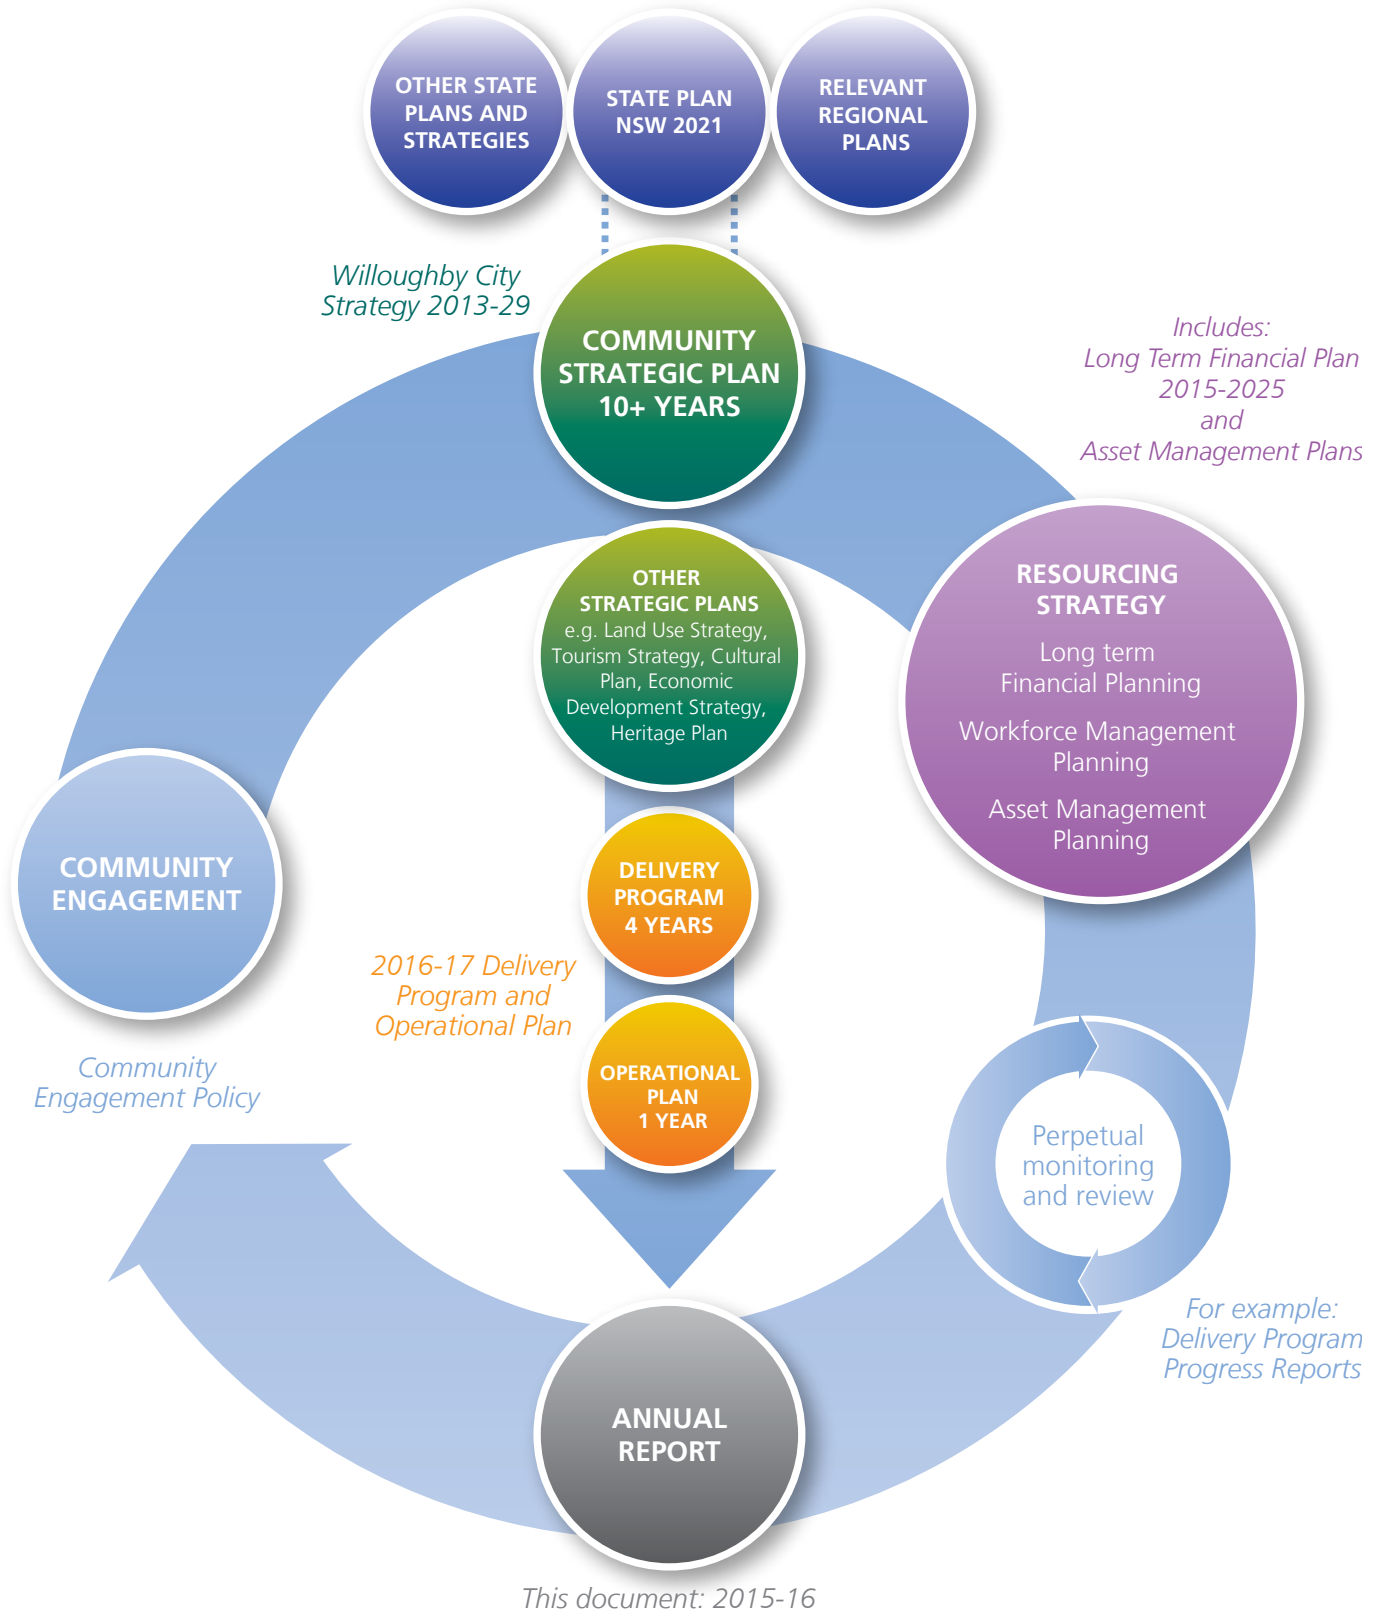 OTHER STATE
PLANS AND
STRATEGIES
STATE PLAN
NSW 2021
RELEVANT
REGIONAL
PLANS
Willoughby City
Strategy 2013-29
COMMUNITY
STRATEGIC PLAN
10+ YEARS
Includes:
Long Term Financial Plan
2015-2025
and
Asset Management Plans
OTHER
STRATEGIC PLANS
e.g. Land Use Strategy,
Tourism Strategy, Cultural
Plan, Economic
Development Strategy,
Heritage Plan
RESOURCING
STRATEGY
Long term
Financial Planning
Workforce Management
Planning
Asset Management
Planning
COMMUNITY
ENGAGEMENT
Community
Engagement Policy
DELIVERY
PROGRAM
4 YEARS
2016-17 Delivery
Program and
Operational Plan
OPERATIONAL
PLAN
1 YEAR
Perpetual
monitoring
and review
For example:
Delivery Program
Progress Reports
ANNUAL
REPORT
This document: 2015-16